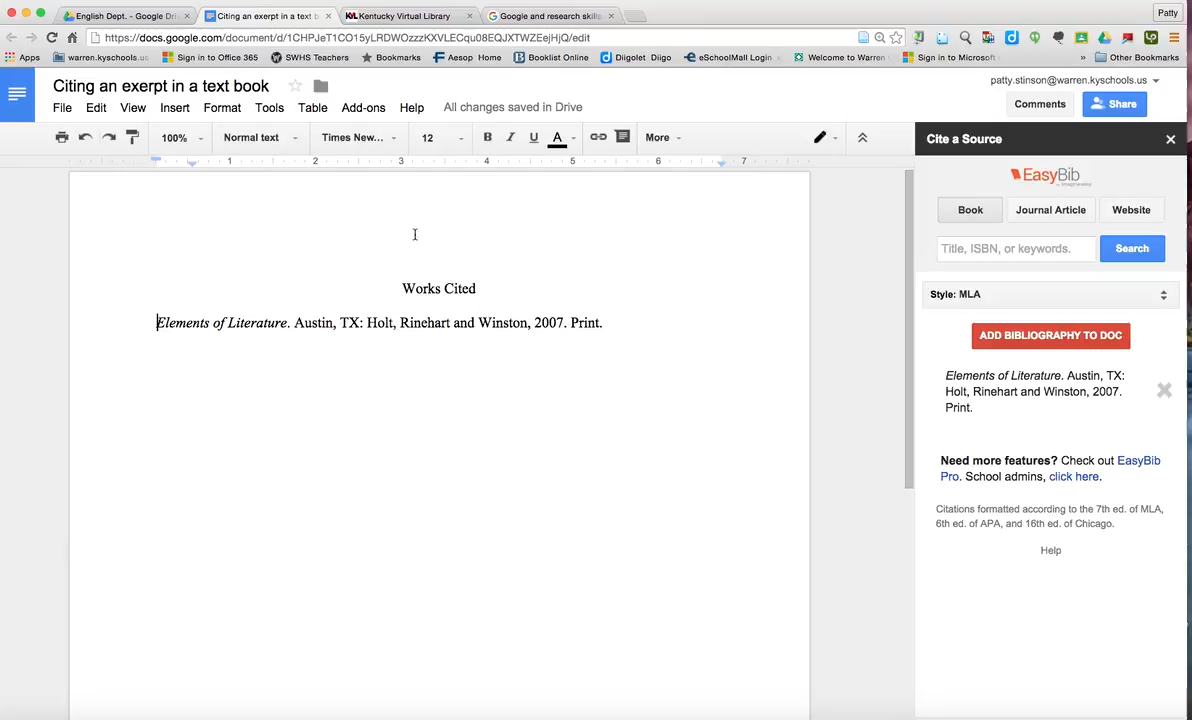 English Dept. - Google Dri
Citing an exerpt in a text b
Kentucky Virtual Library
Google and research skills
Patty
https://docs.google.com/document/d/1CHPJeT1CO15yLRDWOzzzKXVLECqu08EQJXTWZEejHjQ/edit
Apps
warren.kyschools.us
Sign in to Office 365
SWHS Teachers
Bookmarks
Aesop Home
Booklist Online
Diigolet Diigo
eSchoolMall Login
Welcome to Warren
Sign in to Microsoft
» Other Bookmarks
Citing an exerpt in a text book
patty.stinson@warren.kyschools.us
File Edit View Insert Format Tools Table Add-ons Help All changes saved in Drive
Comments Share
100% Normal text Times New... 12 B I U A More
Cite a Source
1 2 3 4 5 6 7
EasyBib
Book Journal Article Website
Title, ISBN, or keywords. Search
Style: MLA
ADD BIBLIOGRAPHY TO DOC
Elements of Literature. Austin, TX:
Holt, Rinehart and Winston, 2007.
Print.
Need more features? Check out EasyBib
Pro. School admins, click here.
Citations formatted according to the 7th ed. of MLA,
6th ed. of APA, and 16th ed. of Chicago.
Help
Works Cited
Elements of Literature. Austin, TX: Holt, Rinehart and Winston, 2007. Print.